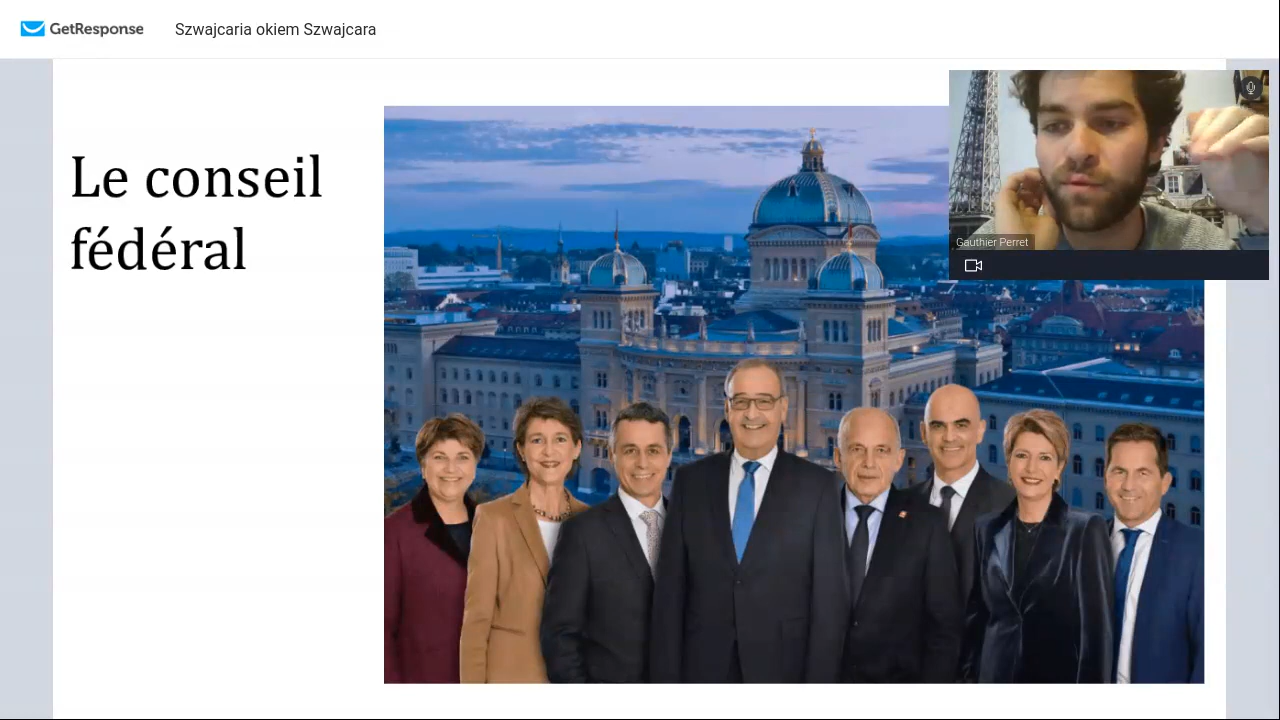 GetResponse
Szwajcaria okiem Szwajcara
Le conseil
fédéral
Gauthier Perret